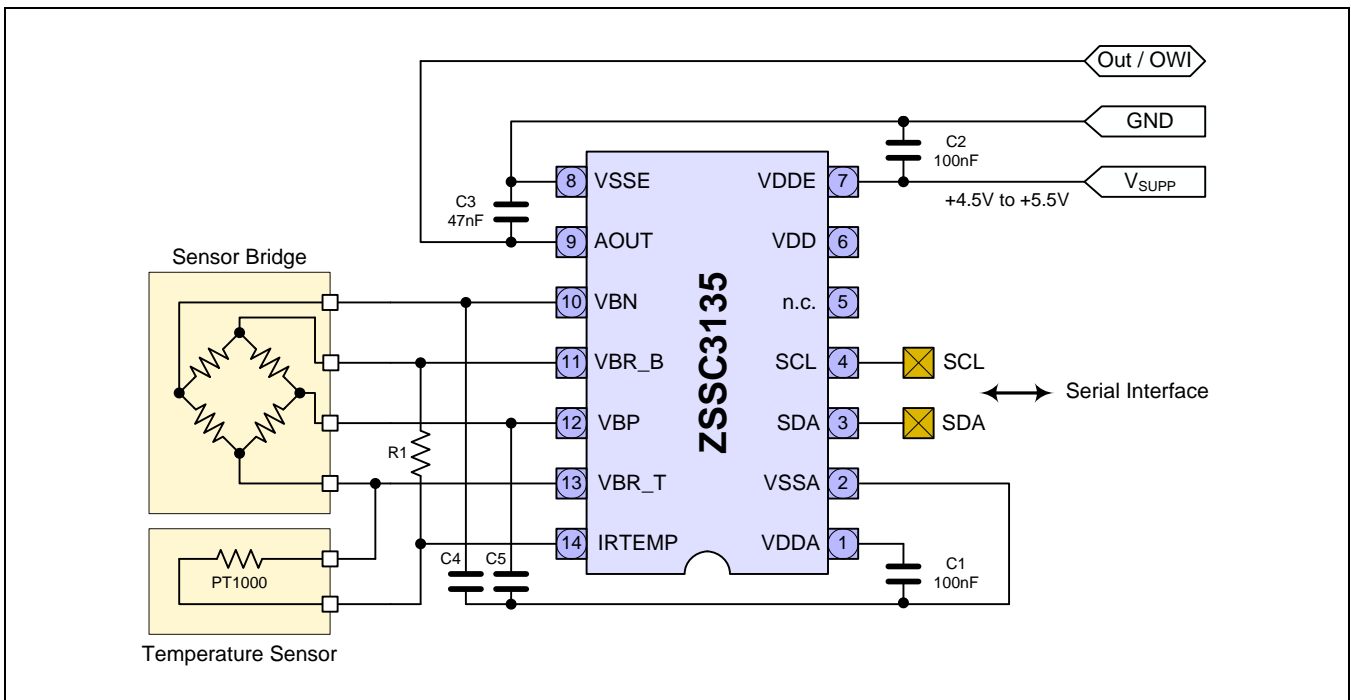 Out / OWI
GND
C2
100nF
VSUPP
+4.5V to +5.5V
8 VSSE
VDDE 7
C3
47nF
9 AOUT
VDD 6
Sensor Bridge
10 VBN
n.c. 5
11 VBR_B
SCL 4
SCL
Serial Interface
12 VBP
SDA 3
SDA
R1
13 VBR_T
VSSA 2
14 IRTEMP
VDDA 1
ZSSC3135
C4
C5
C1
100nF
PT1000
Temperature Sensor